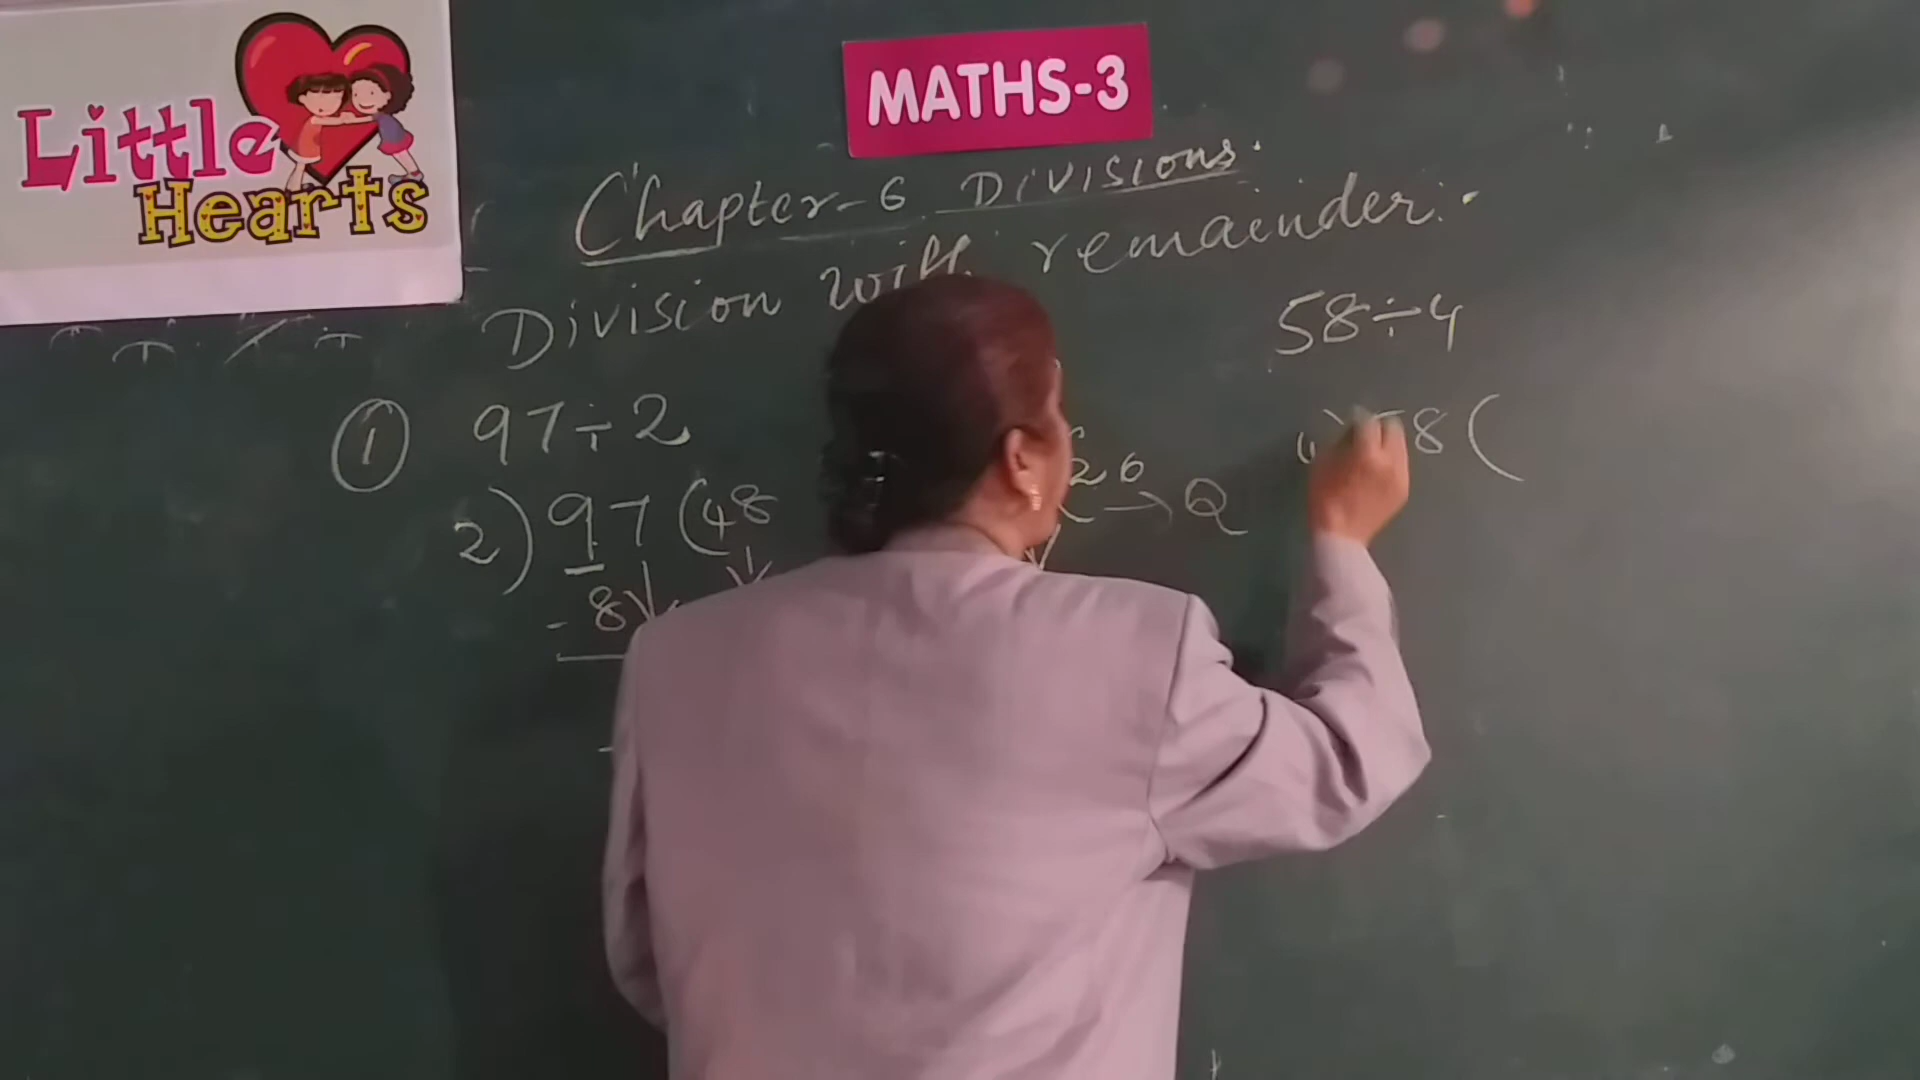 Little
Hearts
MATHS-3
Chapter-6 Divisions.
Division with remainder.
① 97÷2
2)97(48
-8
26
→ Q
58÷4
4)58(